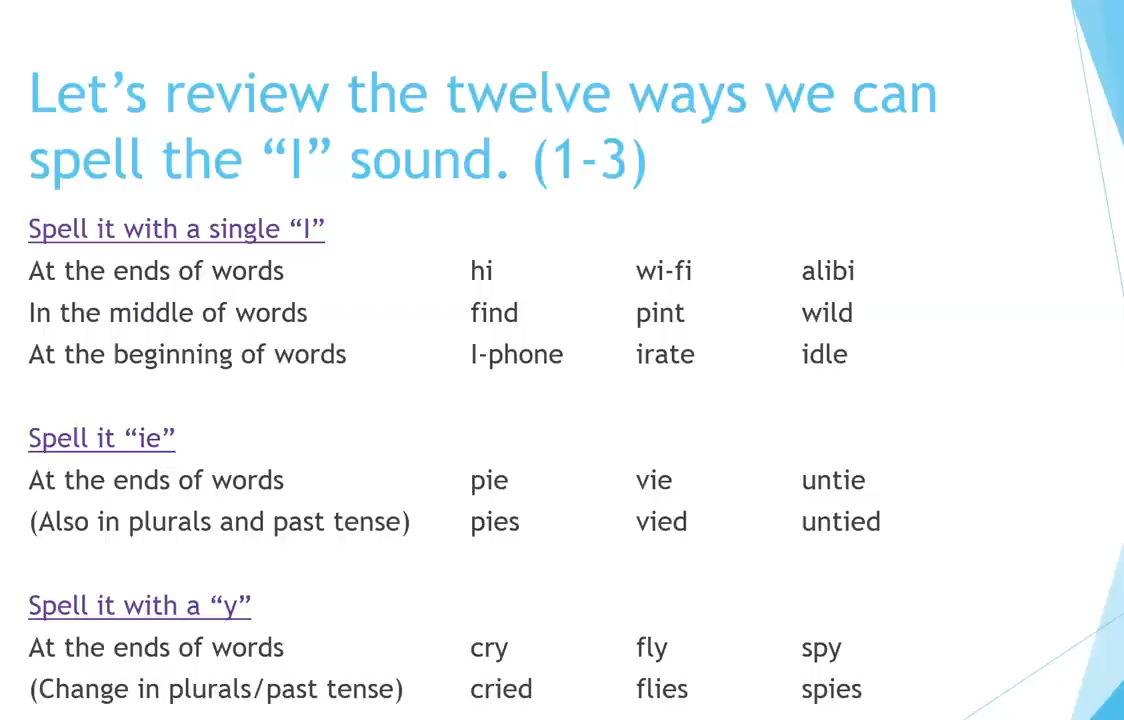 Let’s review the twelve ways we can
spell the “I” sound. (1-3)
Spell it with a single “I”
At the ends of words hi wi-fi alibi
In the middle of words find pint wild
At the beginning of words I-phone irate idle
Spell it “ie”
At the ends of words pie vie untie
(Also in plurals and past tense) pies vied untied
Spell it with a “y”
At the ends of words cry fly spy
(Change in plurals/past tense) cried flies spies